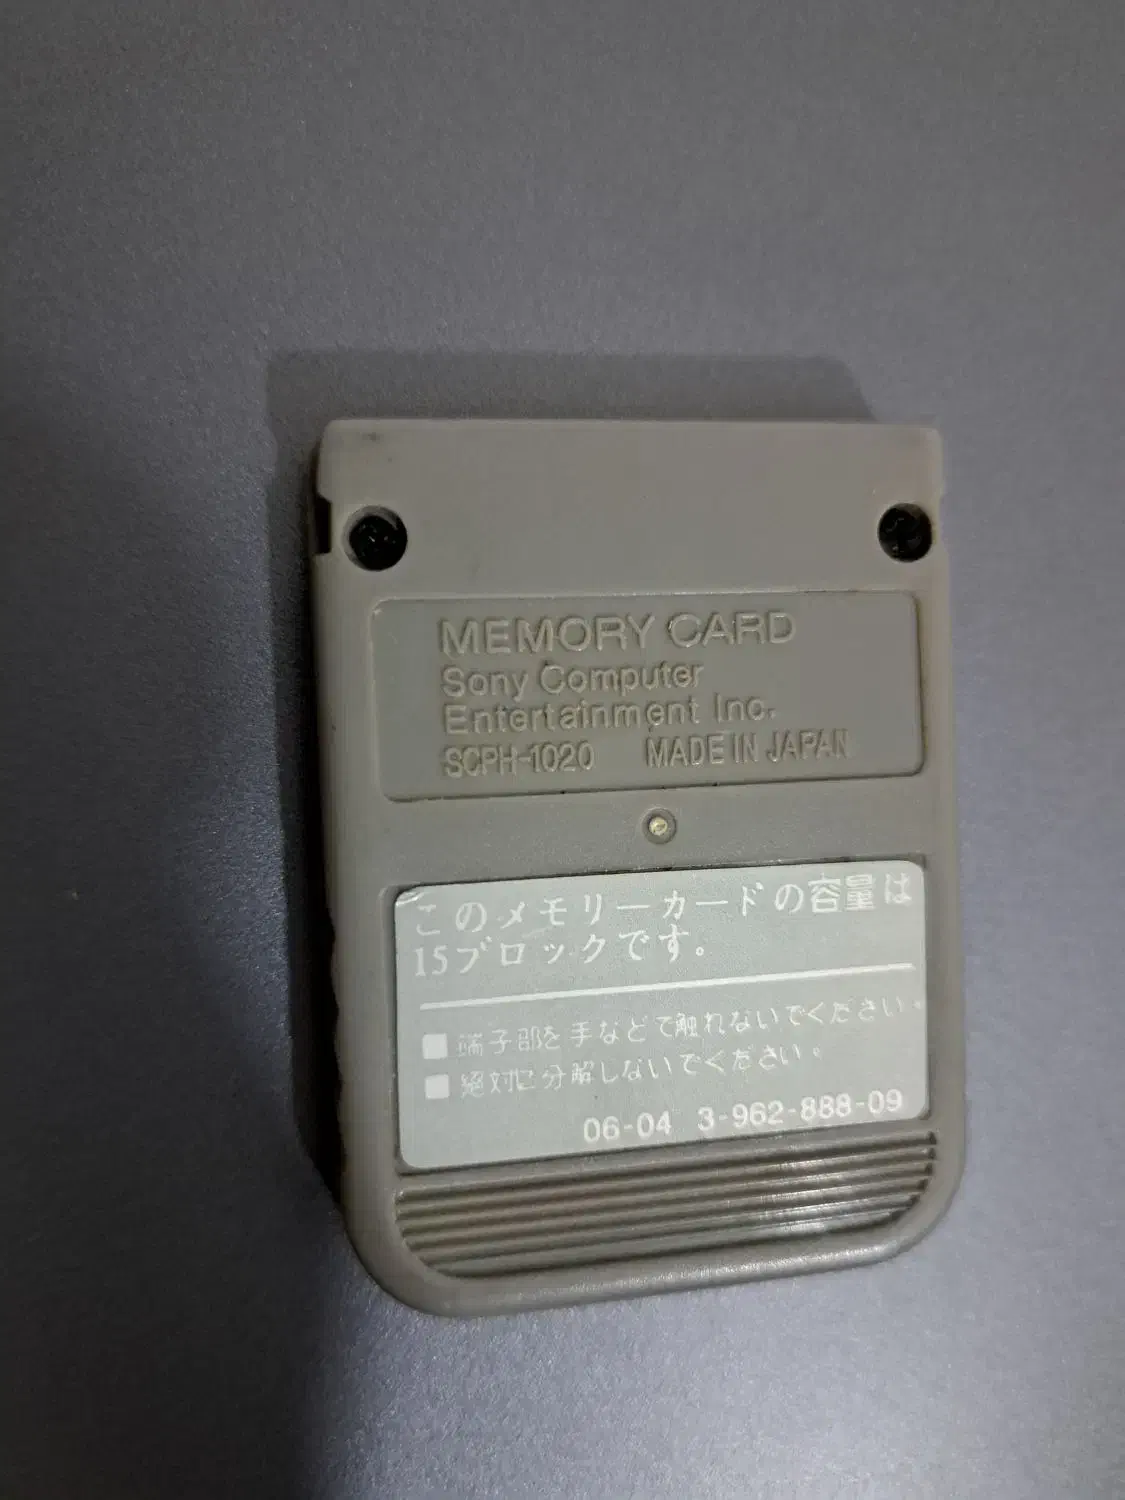 MEMORY CARD
Sony Computer
Entertainment Inc.
SCPH-1020 MADE IN JAPAN
このメモリーカードの容量は
15ブロックです。
■ 端子部を手などで触れないでください。
■ 絶対に分解しないでください。
06-04 3-962-888-09